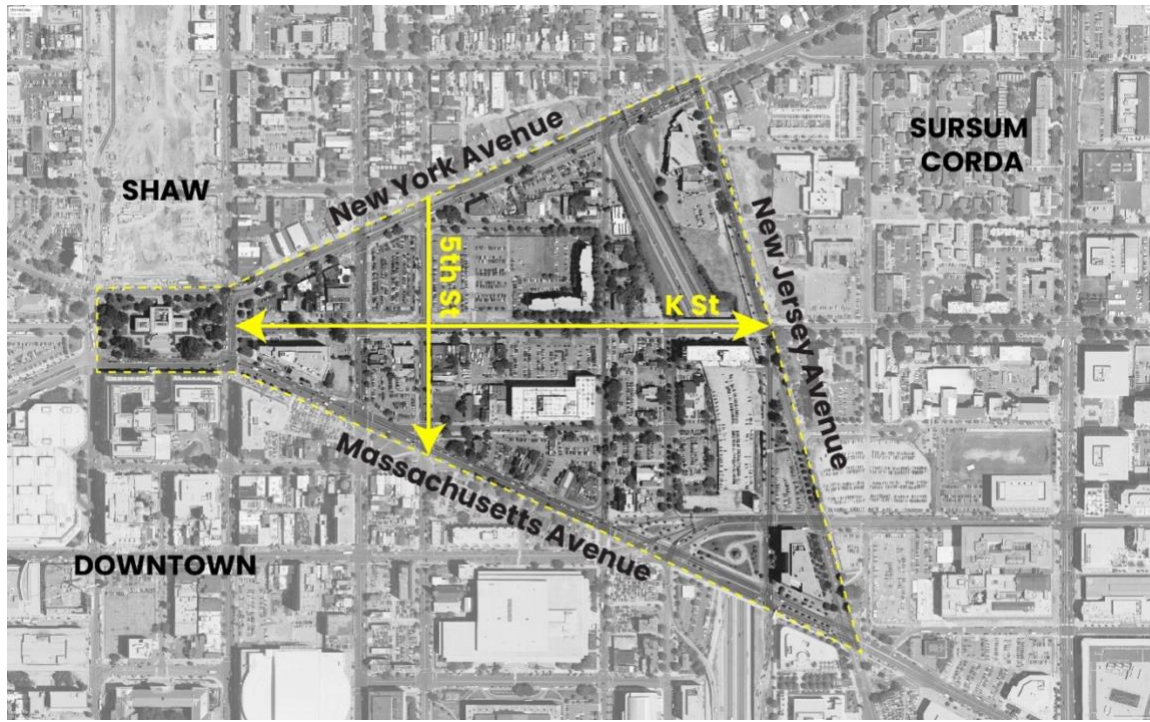 SURSUM
CORDA
SHAW
New York Avenue
5th St
K St
New Jersey Avenue
Massachusetts Avenue
DOWNTOWN